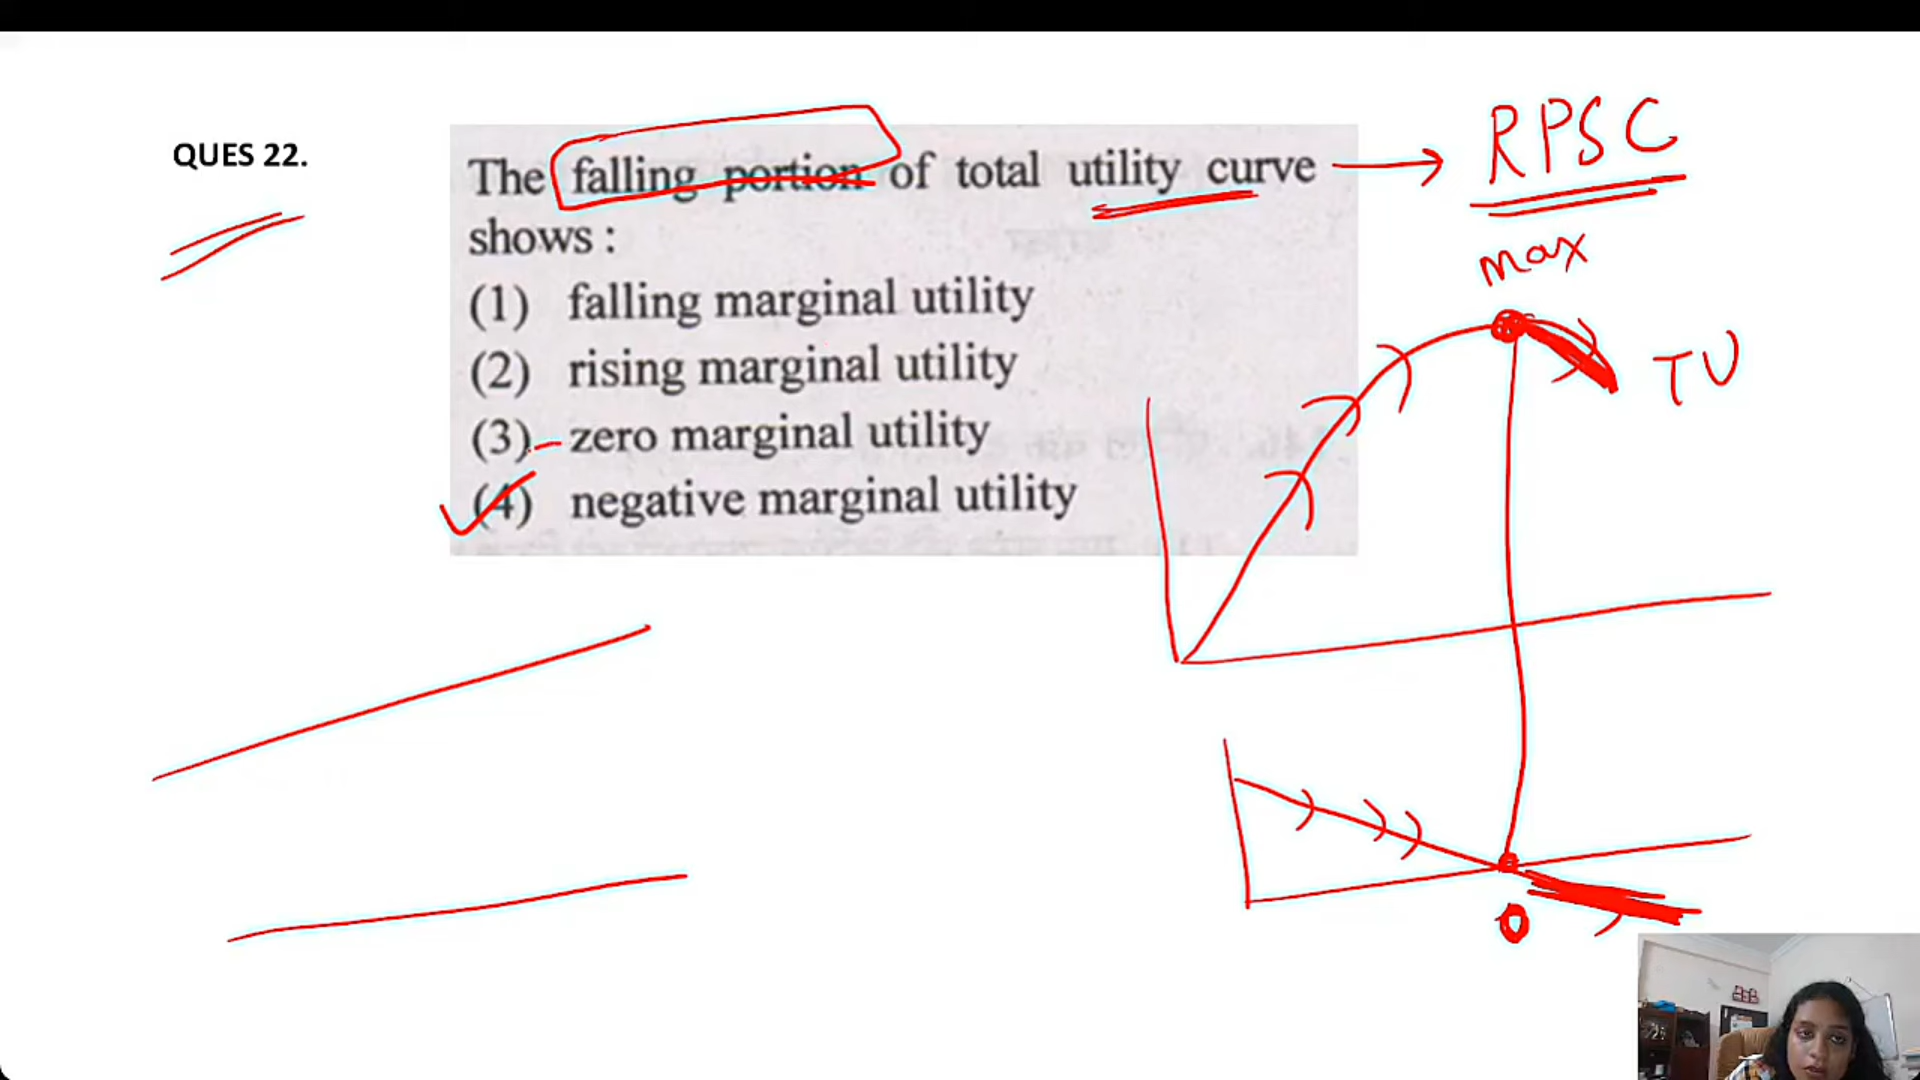 QUES 22.
The falling portion of total utility curve → RPSC
shows :
(1) falling marginal utility
(2) rising marginal utility
(3) zero marginal utility
(4) negative marginal utility
max
TU
0